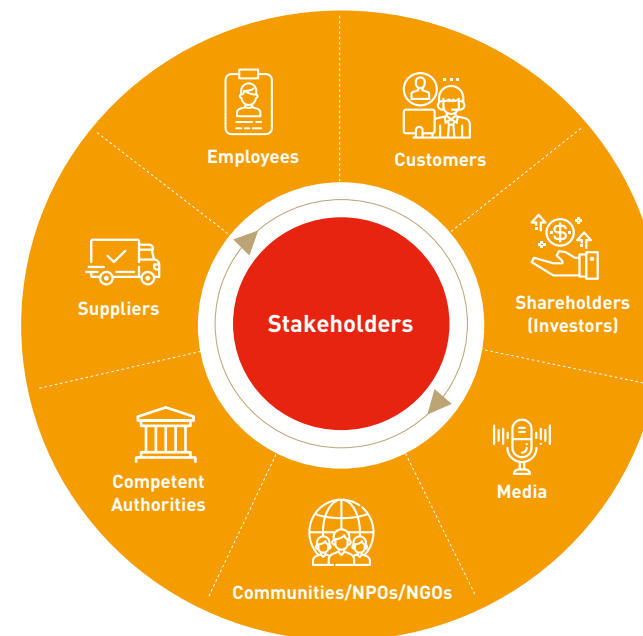 Employees
Customers
Suppliers
Stakeholders
Shareholders
(Investors)
Competent
Authorities
Media
Communities/NPOs/NGOs